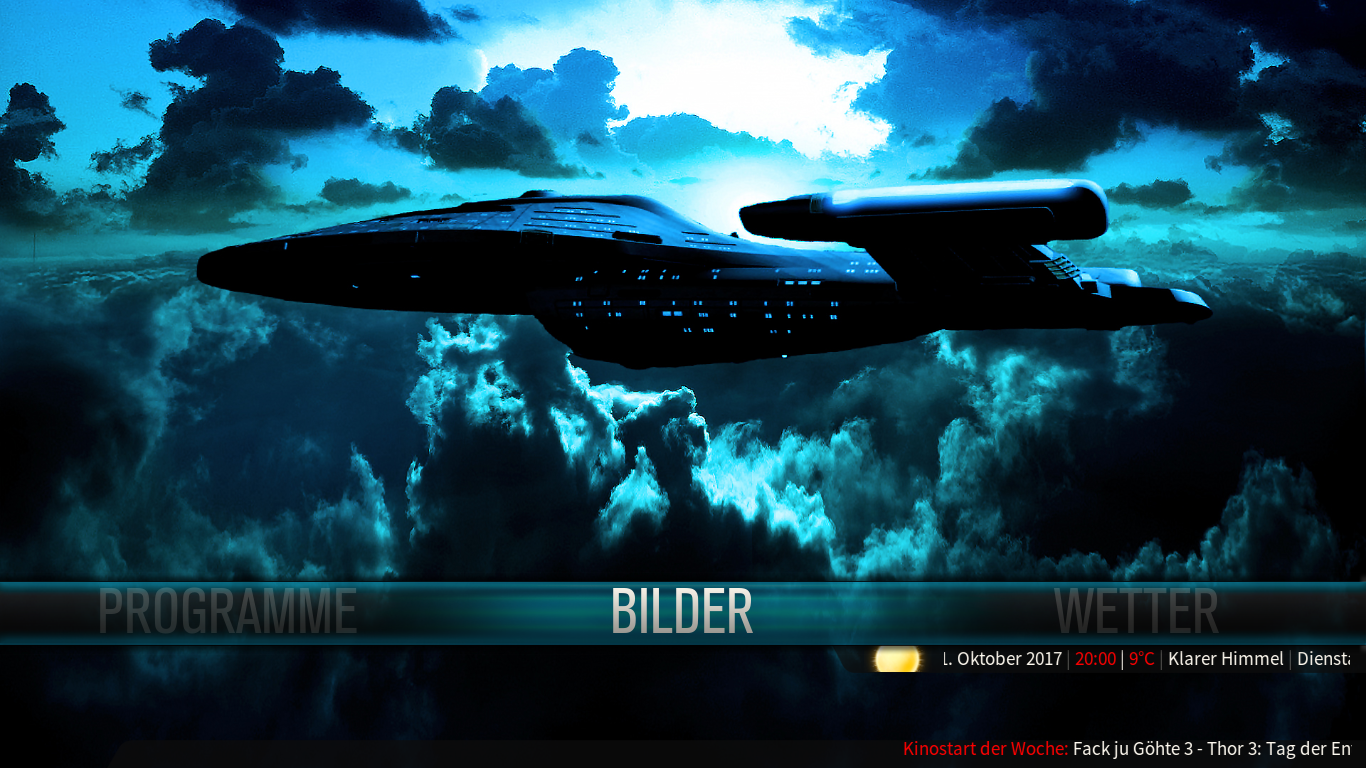 PROGRAMME BILDER WETTER
. Oktober 2017 | 20:00 | 9°C | Klarer Himmel |
Kinostart der Woche: Fack ju Göhte 3 - Thor 3: Tag der